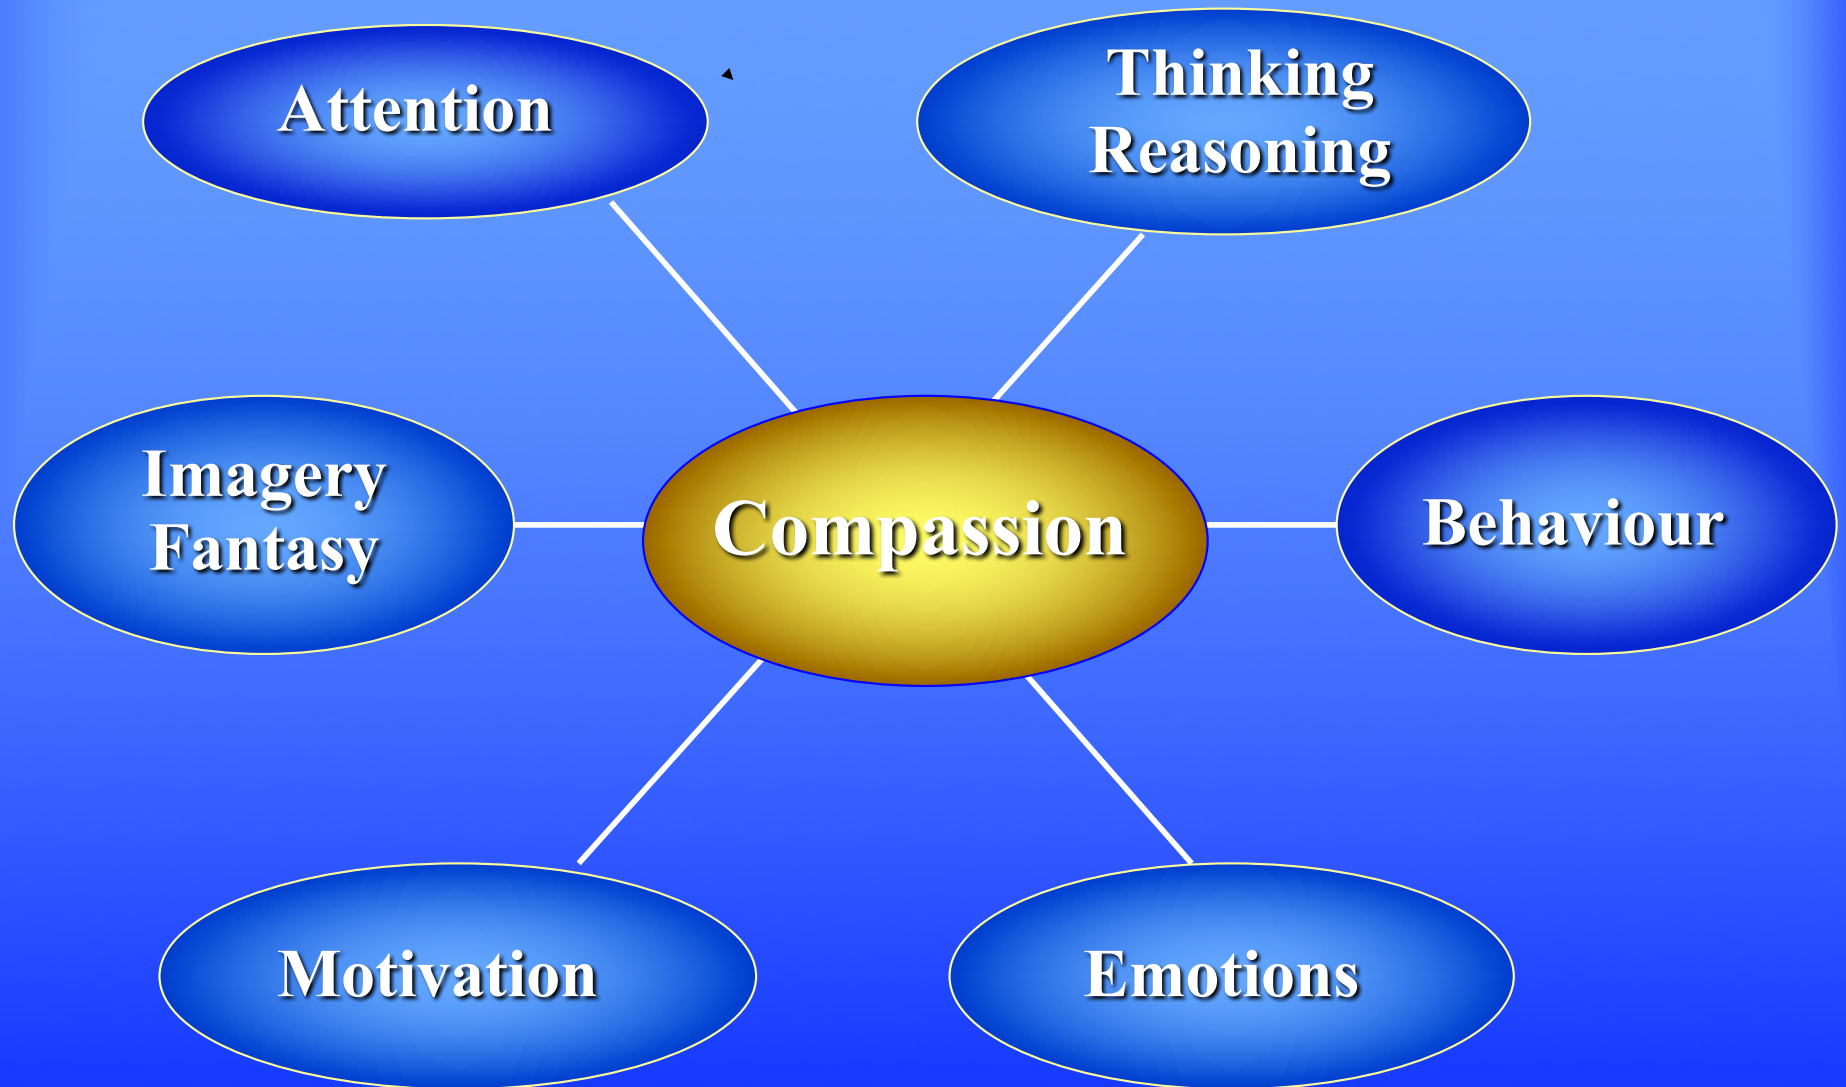 Attention
Thinking
Reasoning
Imagery
Fantasy
Compassion
Behaviour
Motivation
Emotions